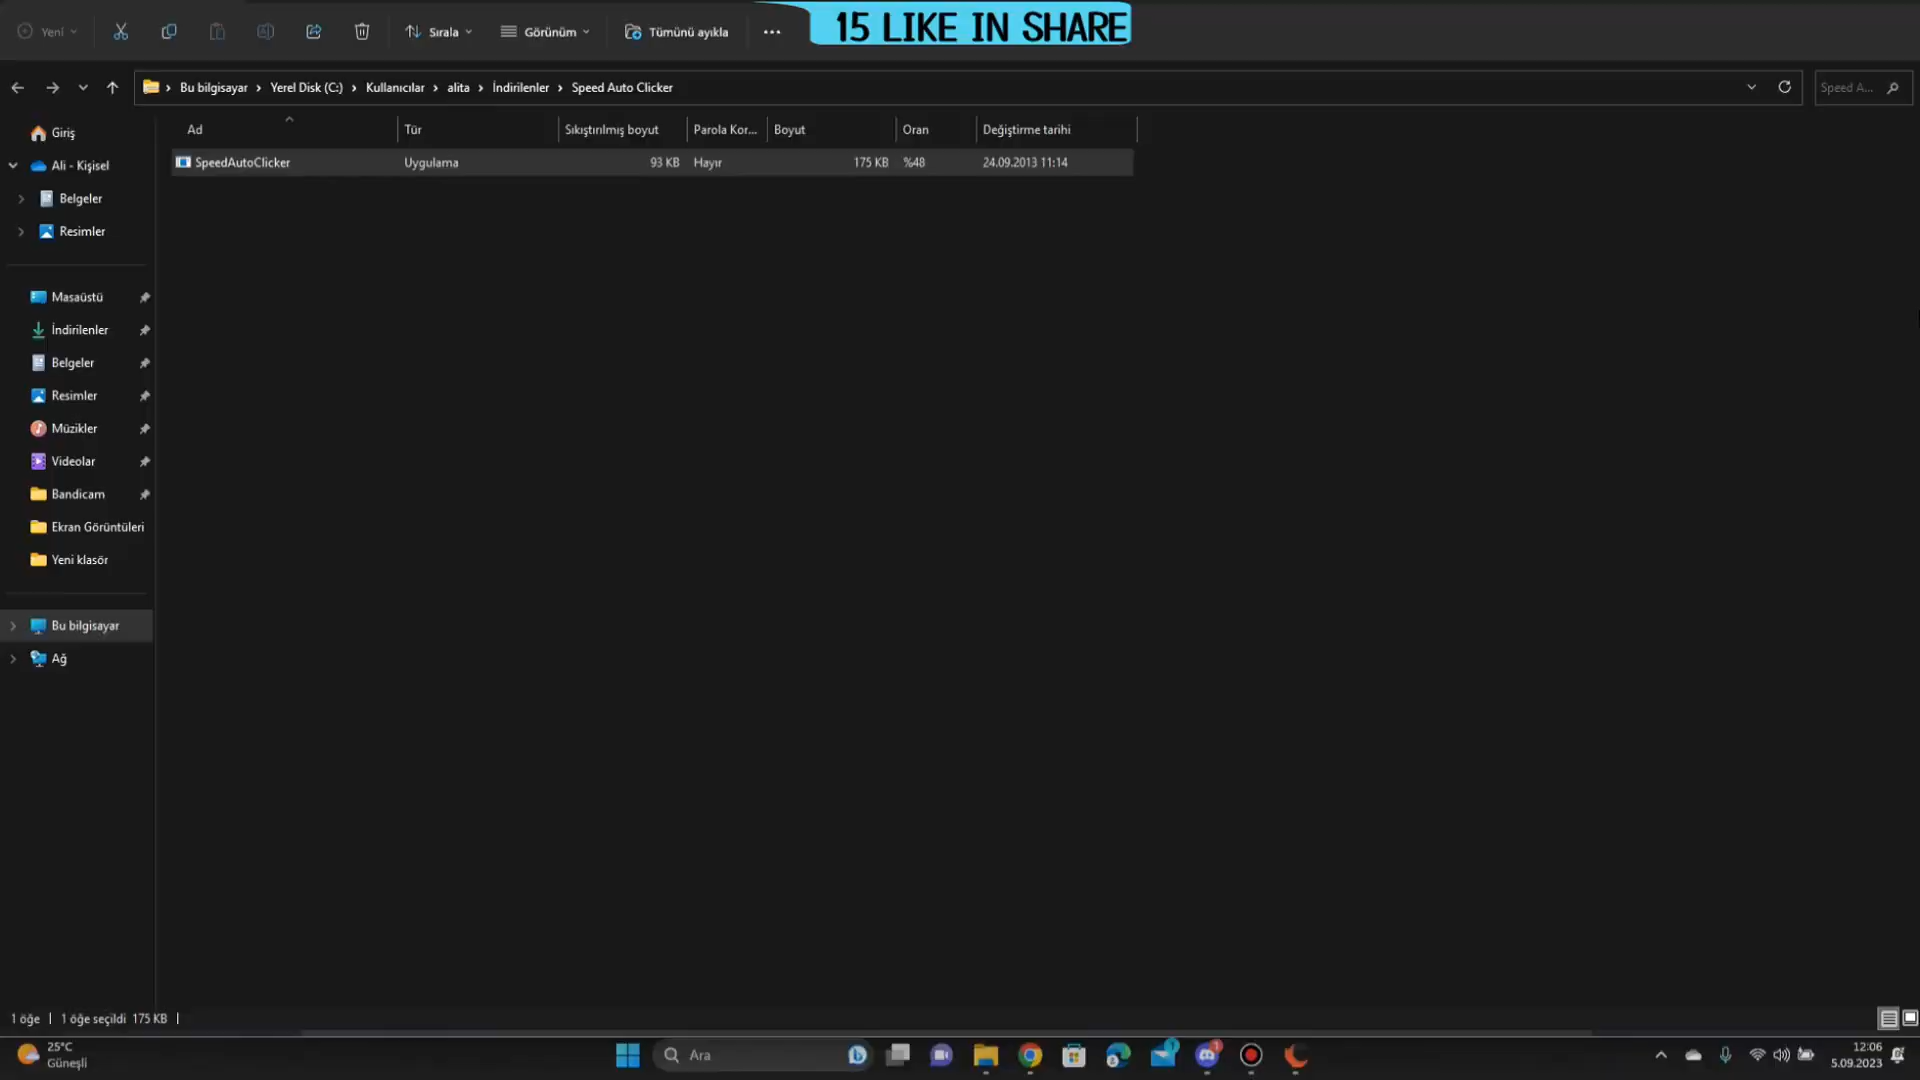 Yeni
Sırala
Görünüm
Tümünü ayıkla
15 LIKE IN SHARE
Bu bilgisayar
Yerel Disk (C:)
Kullanıcılar
alita
İndirilenler
Speed Auto Clicker
Speed A...
Ad
Tür
Sıkıştırılmış boyut
Parola Kor...
Boyut
Oran
Değiştirme tarihi
SpeedAutoClicker
Uygulama
93 KB
Hayır
175 KB
%48
24.09.2013 11:14
Giriş
Ali - Kişisel
Belgeler
Resimler
Masaüstü
İndirilenler
Belgeler
Resimler
Müzikler
Videolar
Bandicam
Ekran Görüntüleri
Yeni klasör
Bu bilgisayar
Ağ
1 öğe
1 öğe seçildi 175 KB
25°C
Güneşli
Ara
1
1
12:06
5.09.2023